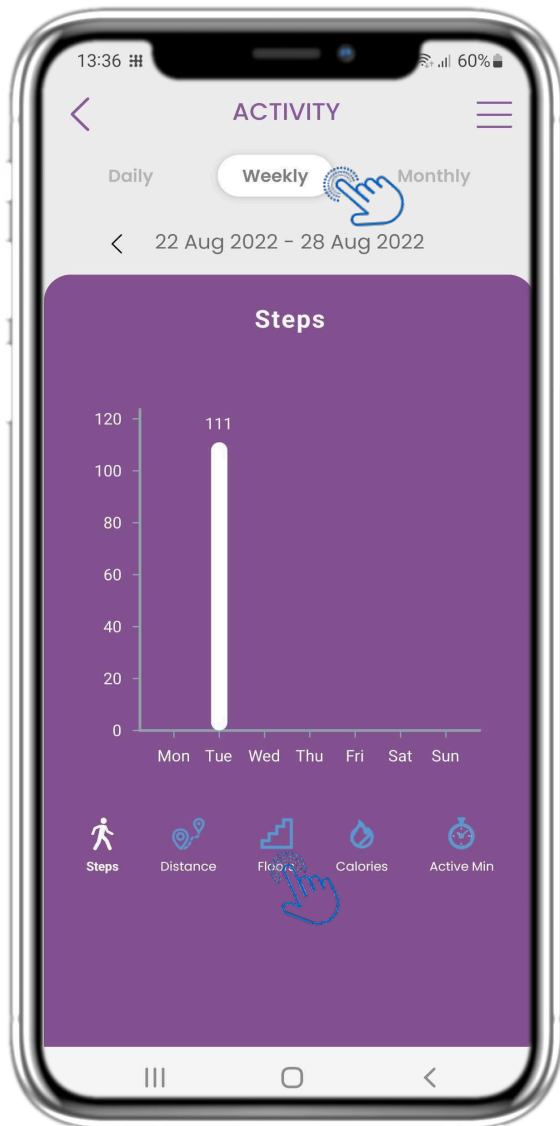 13:36 60%
ACTIVITY
Daily Weekly Monthly
22 Aug 2022 - 28 Aug 2022
Steps
120
111
100
80
60
40
20
0
Mon Tue Wed Thu Fri Sat Sun
Steps Distance Floors Calories Active Min